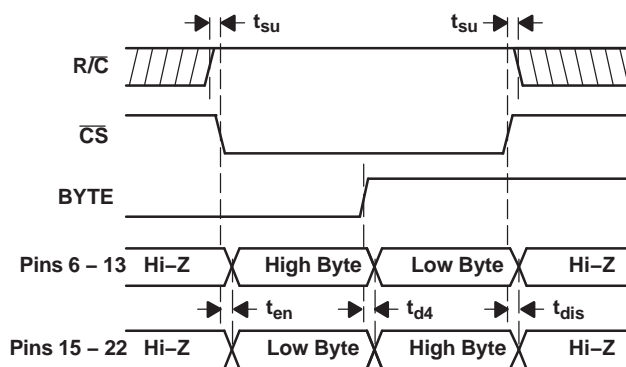 tsu tsu
R/C̅
C̅S̅
BYTE
Pins 6 – 13 Hi–Z High Byte Low Byte Hi–Z
ten td4 tdis
Pins 15 – 22 Hi–Z Low Byte High Byte Hi–Z